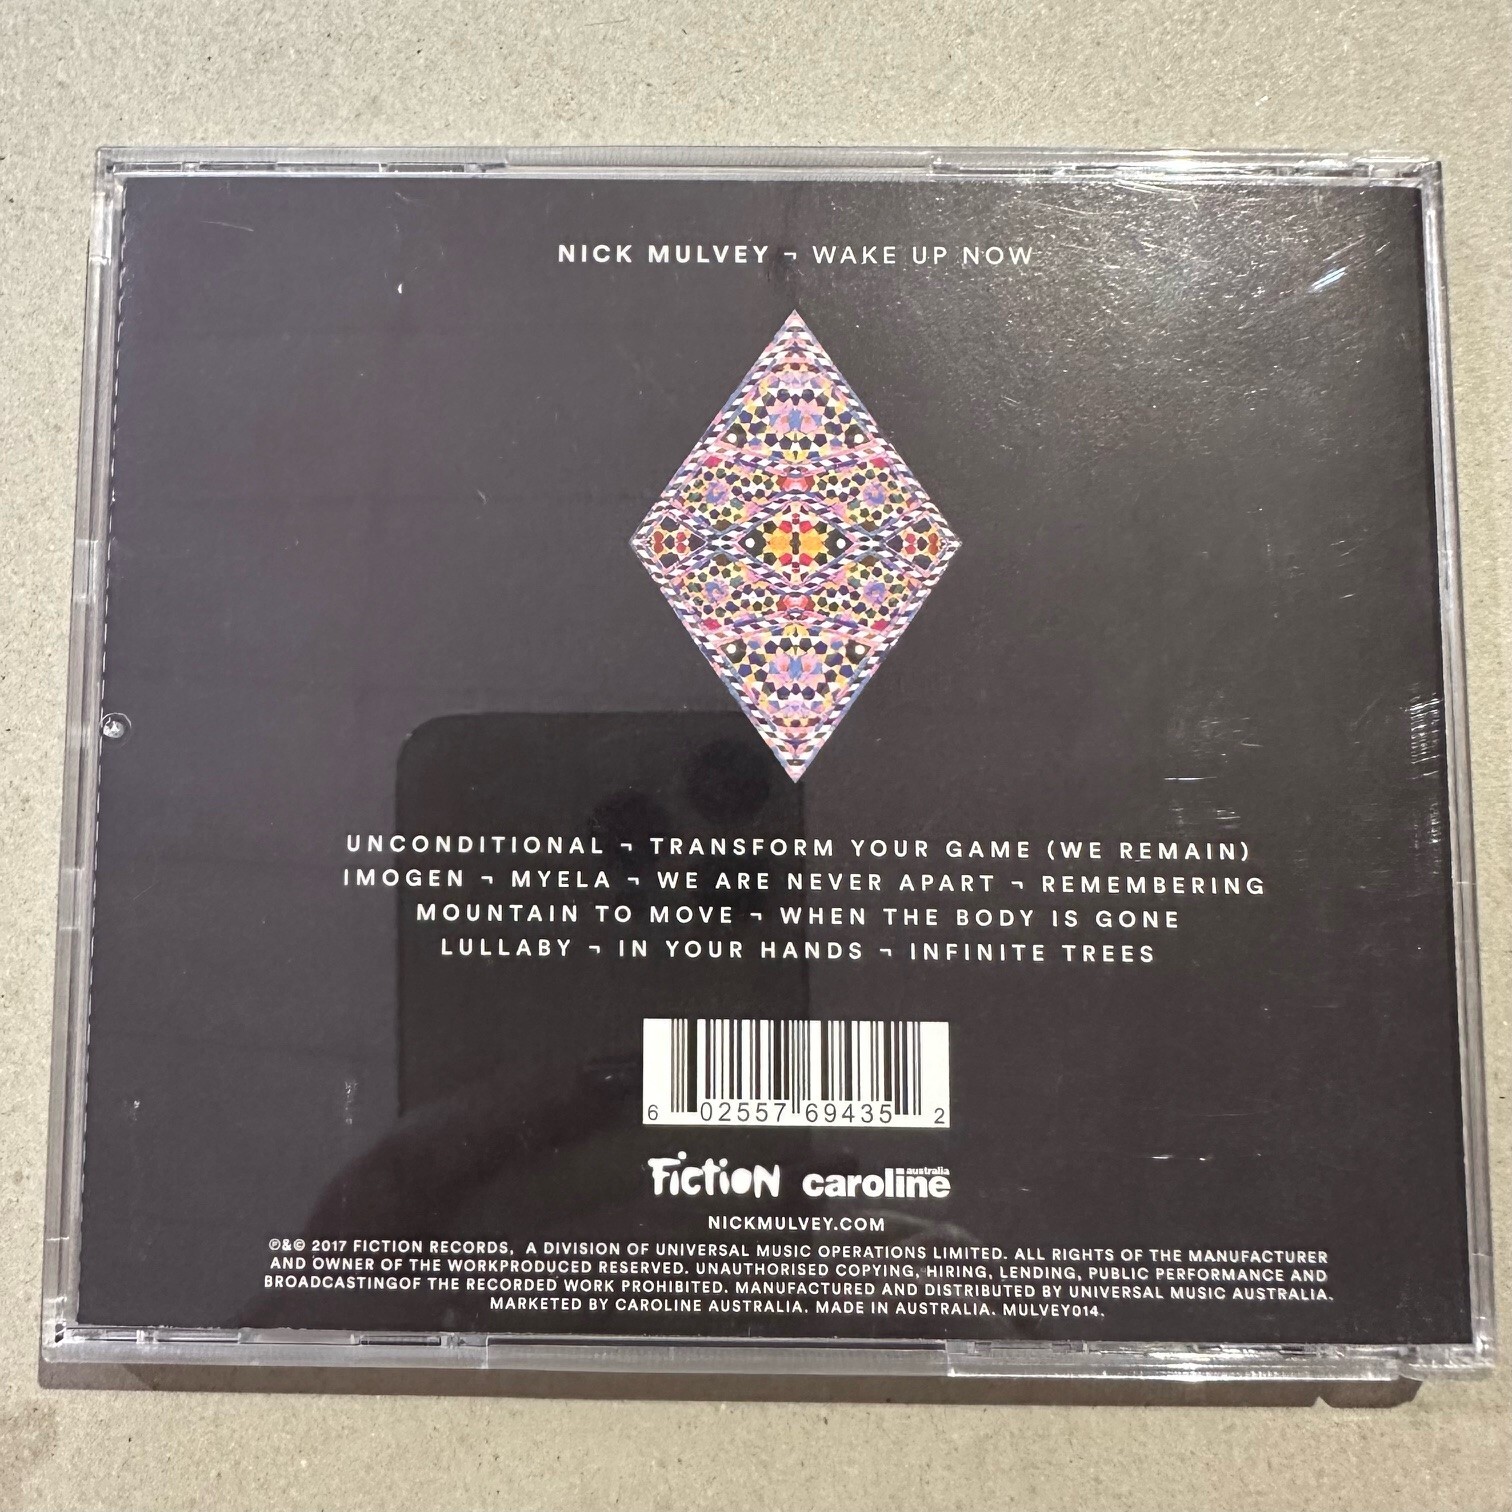 NICK MULVEY ¬ WAKE UP NOW
UNCONDITIONAL ¬ TRANSFORM YOUR GAME (WE REMAIN)
IMOGEN ¬ MYELA ¬ WE ARE NEVER APART ¬ REMEMBERING
MOUNTAIN TO MOVE ¬ WHEN THE BODY IS GONE
LULLABY ¬ IN YOUR HANDS ¬ INFINITE TREES
6 02557 69435 2
Fiction caroline australia
NICKMULVEY.COM
℗&© 2017 FICTION RECORDS, A DIVISION OF UNIVERSAL MUSIC OPERATIONS LIMITED. ALL RIGHTS OF THE MANUFACTURER
AND OWNER OF THE WORKPRODUCED RESERVED. UNAUTHORISED COPYING, HIRING, LENDING, PUBLIC PERFORMANCE AND
BROADCASTINGOF THE RECORDED WORK PROHIBITED. MANUFACTURED AND DISTRIBUTED BY UNIVERSAL MUSIC AUSTRALIA.
MARKETED BY CAROLINE AUSTRALIA. MADE IN AUSTRALIA. MULVEY014.